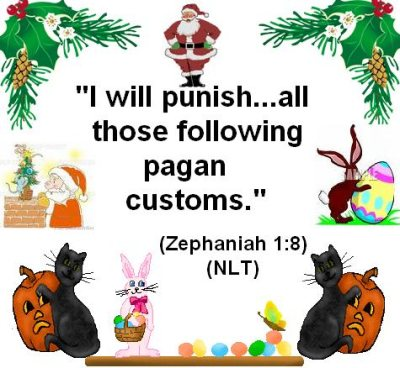 "I will punish...all
those following
pagan
customs."
(Zephaniah 1:8)
(NLT)